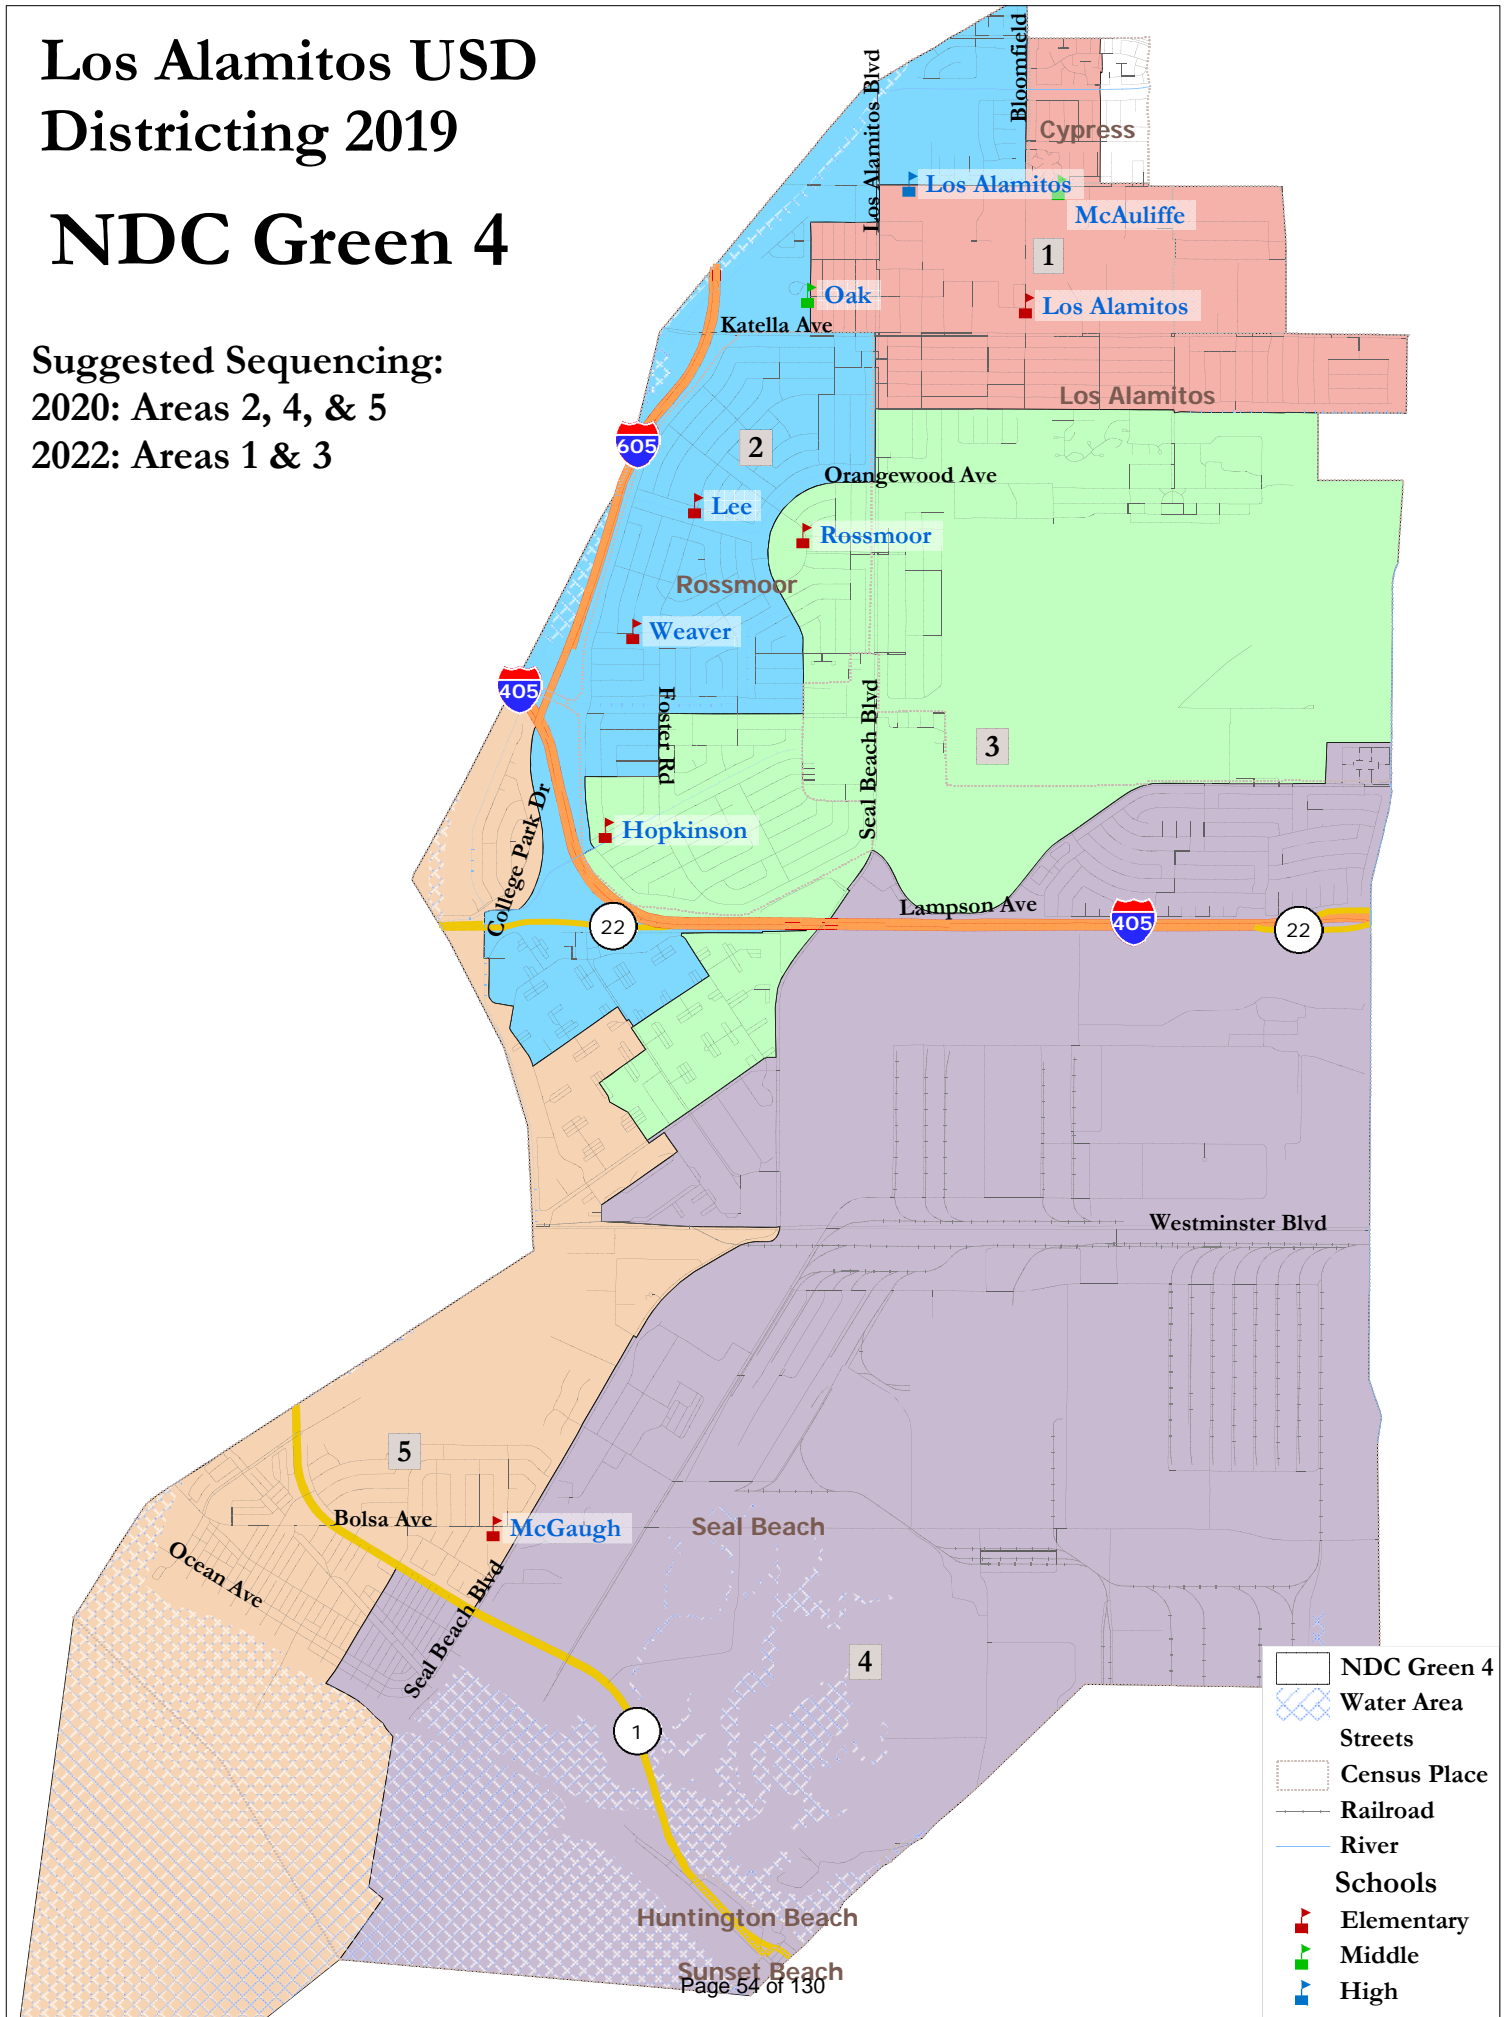 Los Alamitos USD
Districting 2019
NDC Green 4
Suggested Sequencing:
2020: Areas 2, 4, & 5
2022: Areas 1 & 3
Los Alamitos Blvd
Bloomfield
Cypress
Los Alamitos
McAuliffe
1
Oak
Los Alamitos
Katella Ave
Los Alamitos
605
2
Orangewood Ave
Lee
Rossmoor
Rossmoor
Weaver
405
Foster Rd
Seal Beach Blvd
3
College Park Dr
Hopkinson
Lampson Ave
22
405
22
Westminster Blvd
5
Bolsa Ave
McGaugh
Seal Beach
Ocean Ave
Seal Beach Blvd
4
1
Huntington Beach
Sunset Beach
Page 54 of 130
NDC Green 4
Water Area
Streets
Census Place
Railroad
River
Schools
Elementary
Middle
High